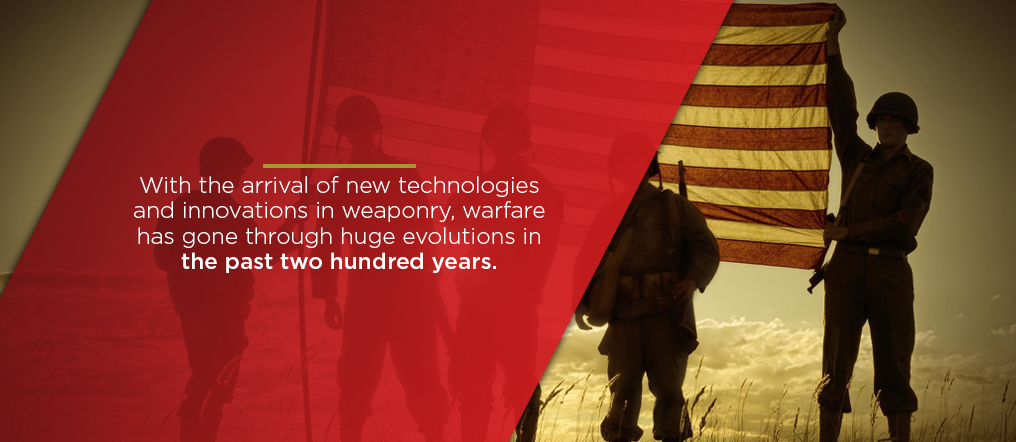 With the arrival of new technologies
and innovations in weaponry, warfare
has gone through huge evolutions in
the past two hundred years.